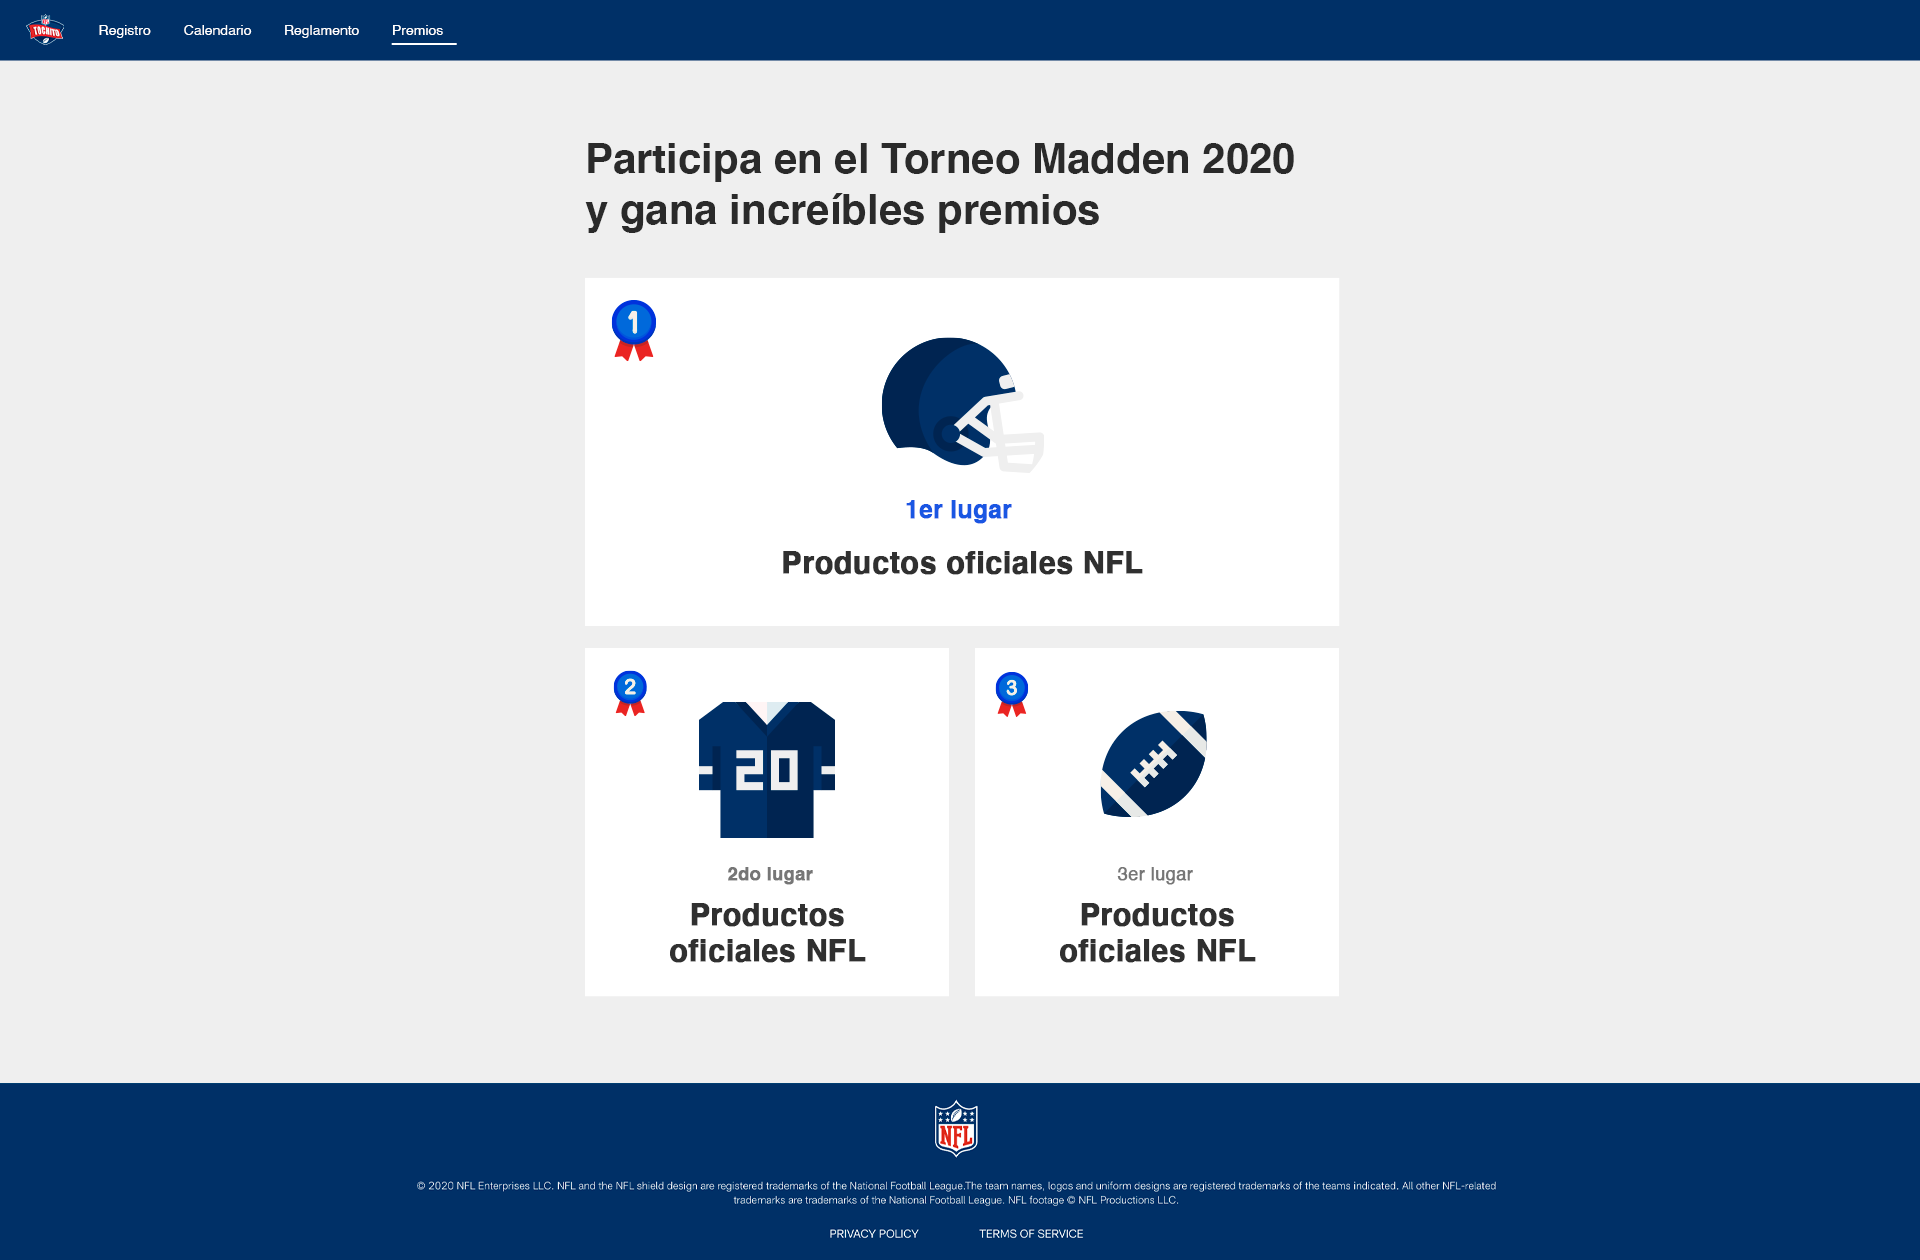 TOCHITO
Registro
Calendario
Reglamento
Premios
Participa en el Torneo Madden 2020
y gana increíbles premios
1
1er lugar
Productos oficiales NFL
2
20
2do lugar
Productos
oficiales NFL
3
3er lugar
Productos
oficiales NFL
NFL
© 2020 NFL Enterprises LLC. NFL and the NFL shield design are registered trademarks of the National Football League.The team names, logos and uniform designs are registered trademarks of the teams indicated. All other NFL-related
trademarks are trademarks of the National Football League. NFL footage © NFL Productions LLC.
PRIVACY POLICY
TERMS OF SERVICE